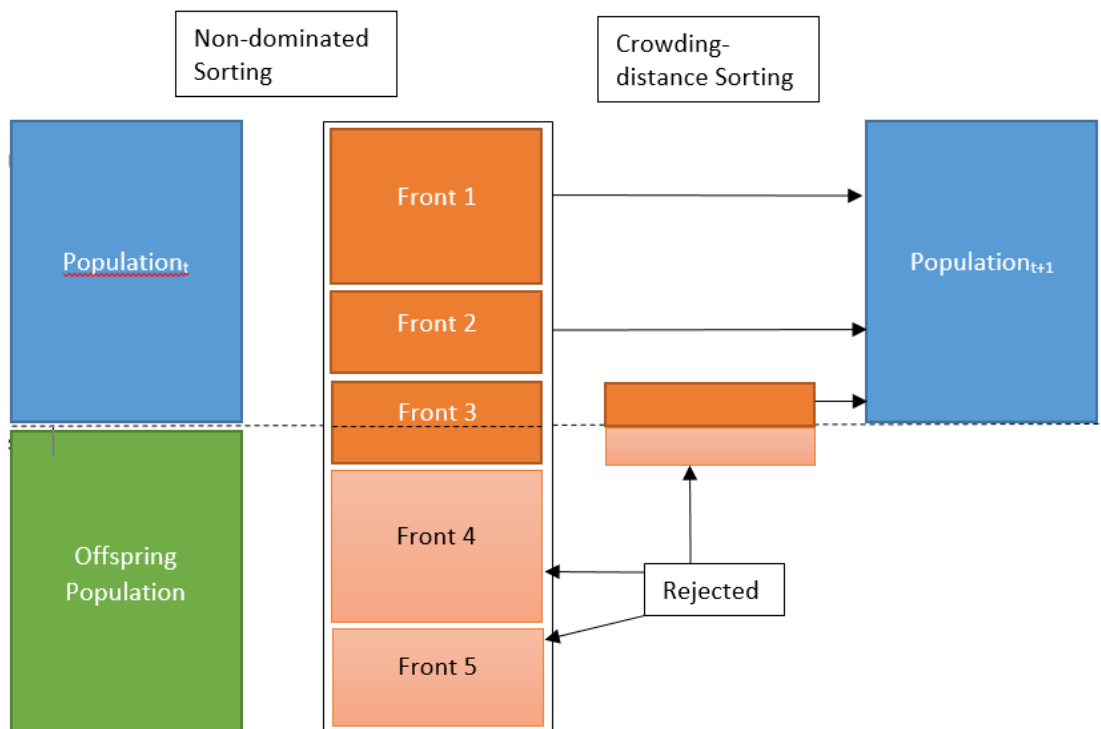 Non-dominated
Sorting
Crowding-
distance Sorting
Front 1
Populationₜ
Populationₜ₊₁
Front 2
Front 3
Front 4
Offspring
Population
Rejected
Front 5